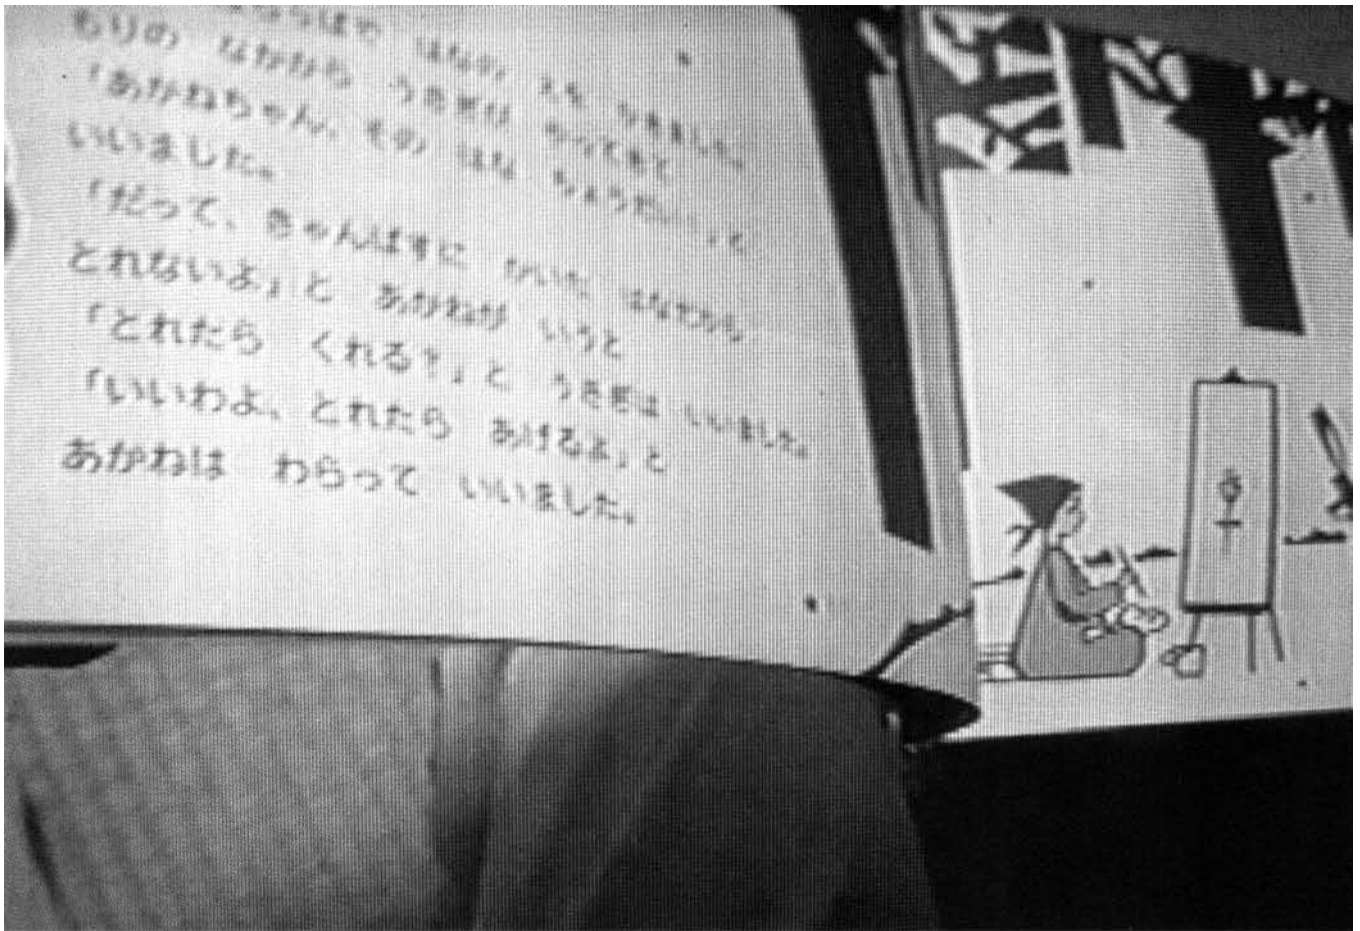 もりの なかから うさぎは やってきて
「あかねちゃん、その はな ちょうだい」と
いいました。
「だって、きゃんばすに かいた はなだから
とれないよ」と あかねが いうと
「とれたら くれる？」と うさぎは いいました。
「いいわよ、とれたら あげるよ」と
あかねは わらって いいました。